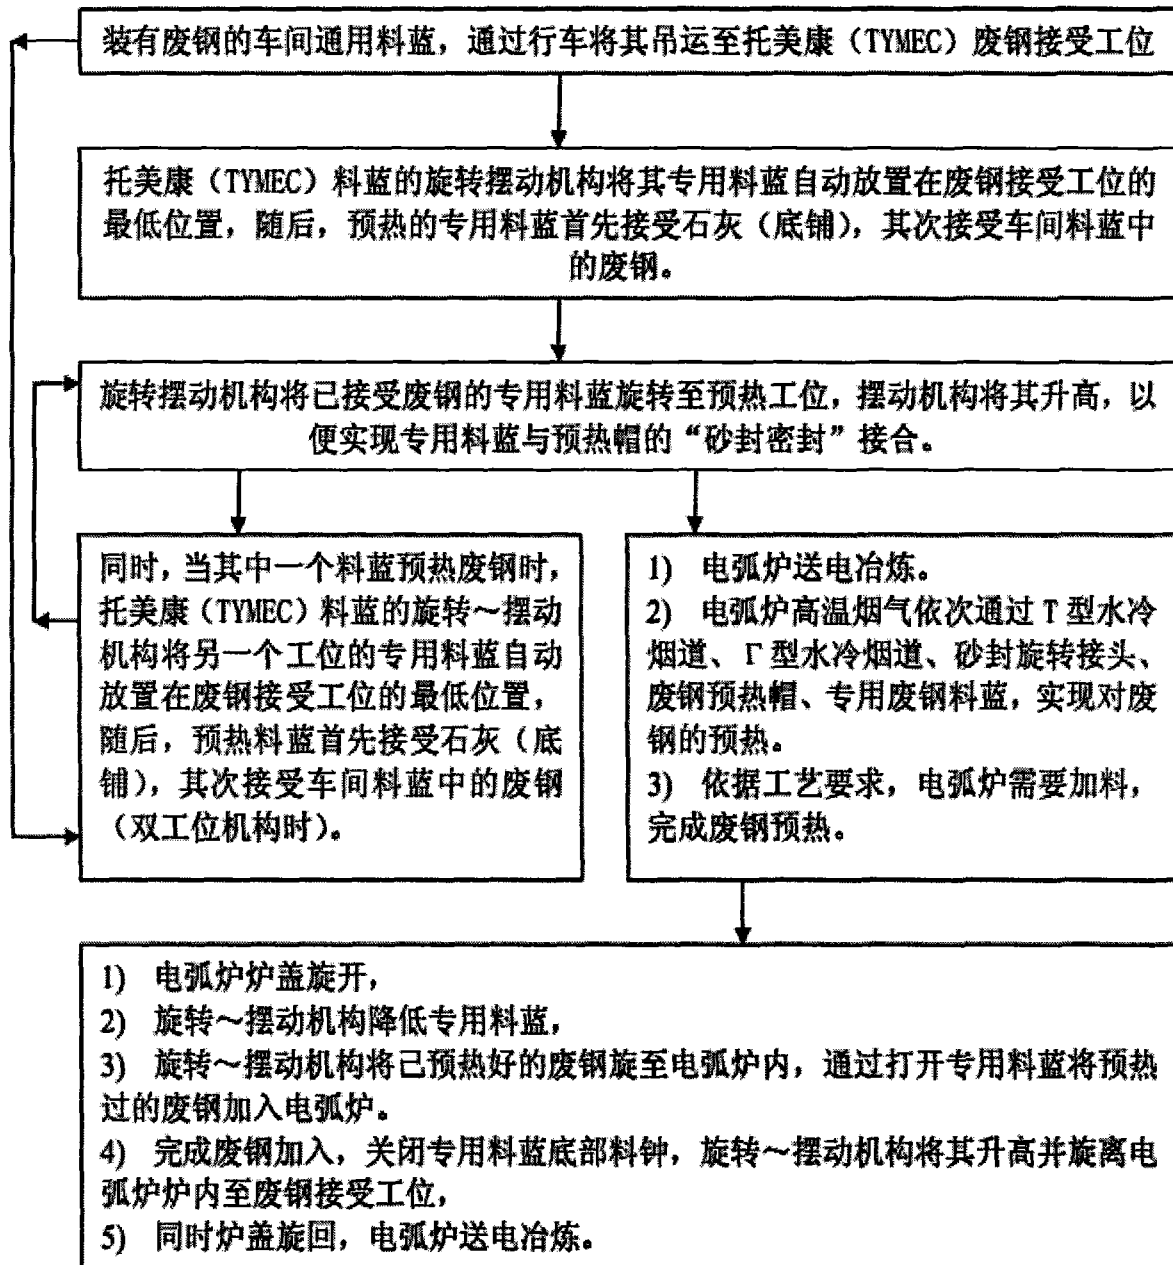 装有废钢的车间通用料蓝，通过行车将其吊运至托美康（TYMEC）废钢接受工位
托美康（TYMEC）料蓝的旋转摆动机构将其专用料蓝自动放置在废钢接受工位的
最低位置，随后，预热的专用料蓝首先接受石灰（底铺），其次接受车间料蓝中
的废钢。
旋转摆动机构将已接受废钢的专用料蓝旋转至预热工位，摆动机构将其升高，以
便实现专用料蓝与预热帽的“砂封密封”接合。
同时，当其中一个料蓝预热废钢时，
托美康（TYMEC）料蓝的旋转～摆动
机构将另一个工位的专用料蓝自动
放置在废钢接受工位的最低位置，
随后，预热料蓝首先接受石灰（底
铺），其次接受车间料蓝中的废钢
（双工位机构时）。
1) 电弧炉送电冶炼。
2) 电弧炉高温烟气依次通过 T 型水冷
烟道、Γ 型水冷烟道、砂封旋转接头、
废钢预热帽、专用废钢料蓝，实现对废
钢的预热。
3) 依据工艺要求，电弧炉需要加料，
完成废钢预热。
1) 电弧炉炉盖旋开，
2) 旋转～摆动机构降低专用料蓝，
3) 旋转～摆动机构将已预热好的废钢旋至电弧炉内，通过打开专用料蓝将预热
过的废钢加入电弧炉。
4) 完成废钢加入，关闭专用料蓝底部料钟，旋转～摆动机构将其升高并旋离电
弧炉炉内至废钢接受工位，
5) 同时炉盖旋回，电弧炉送电冶炼。